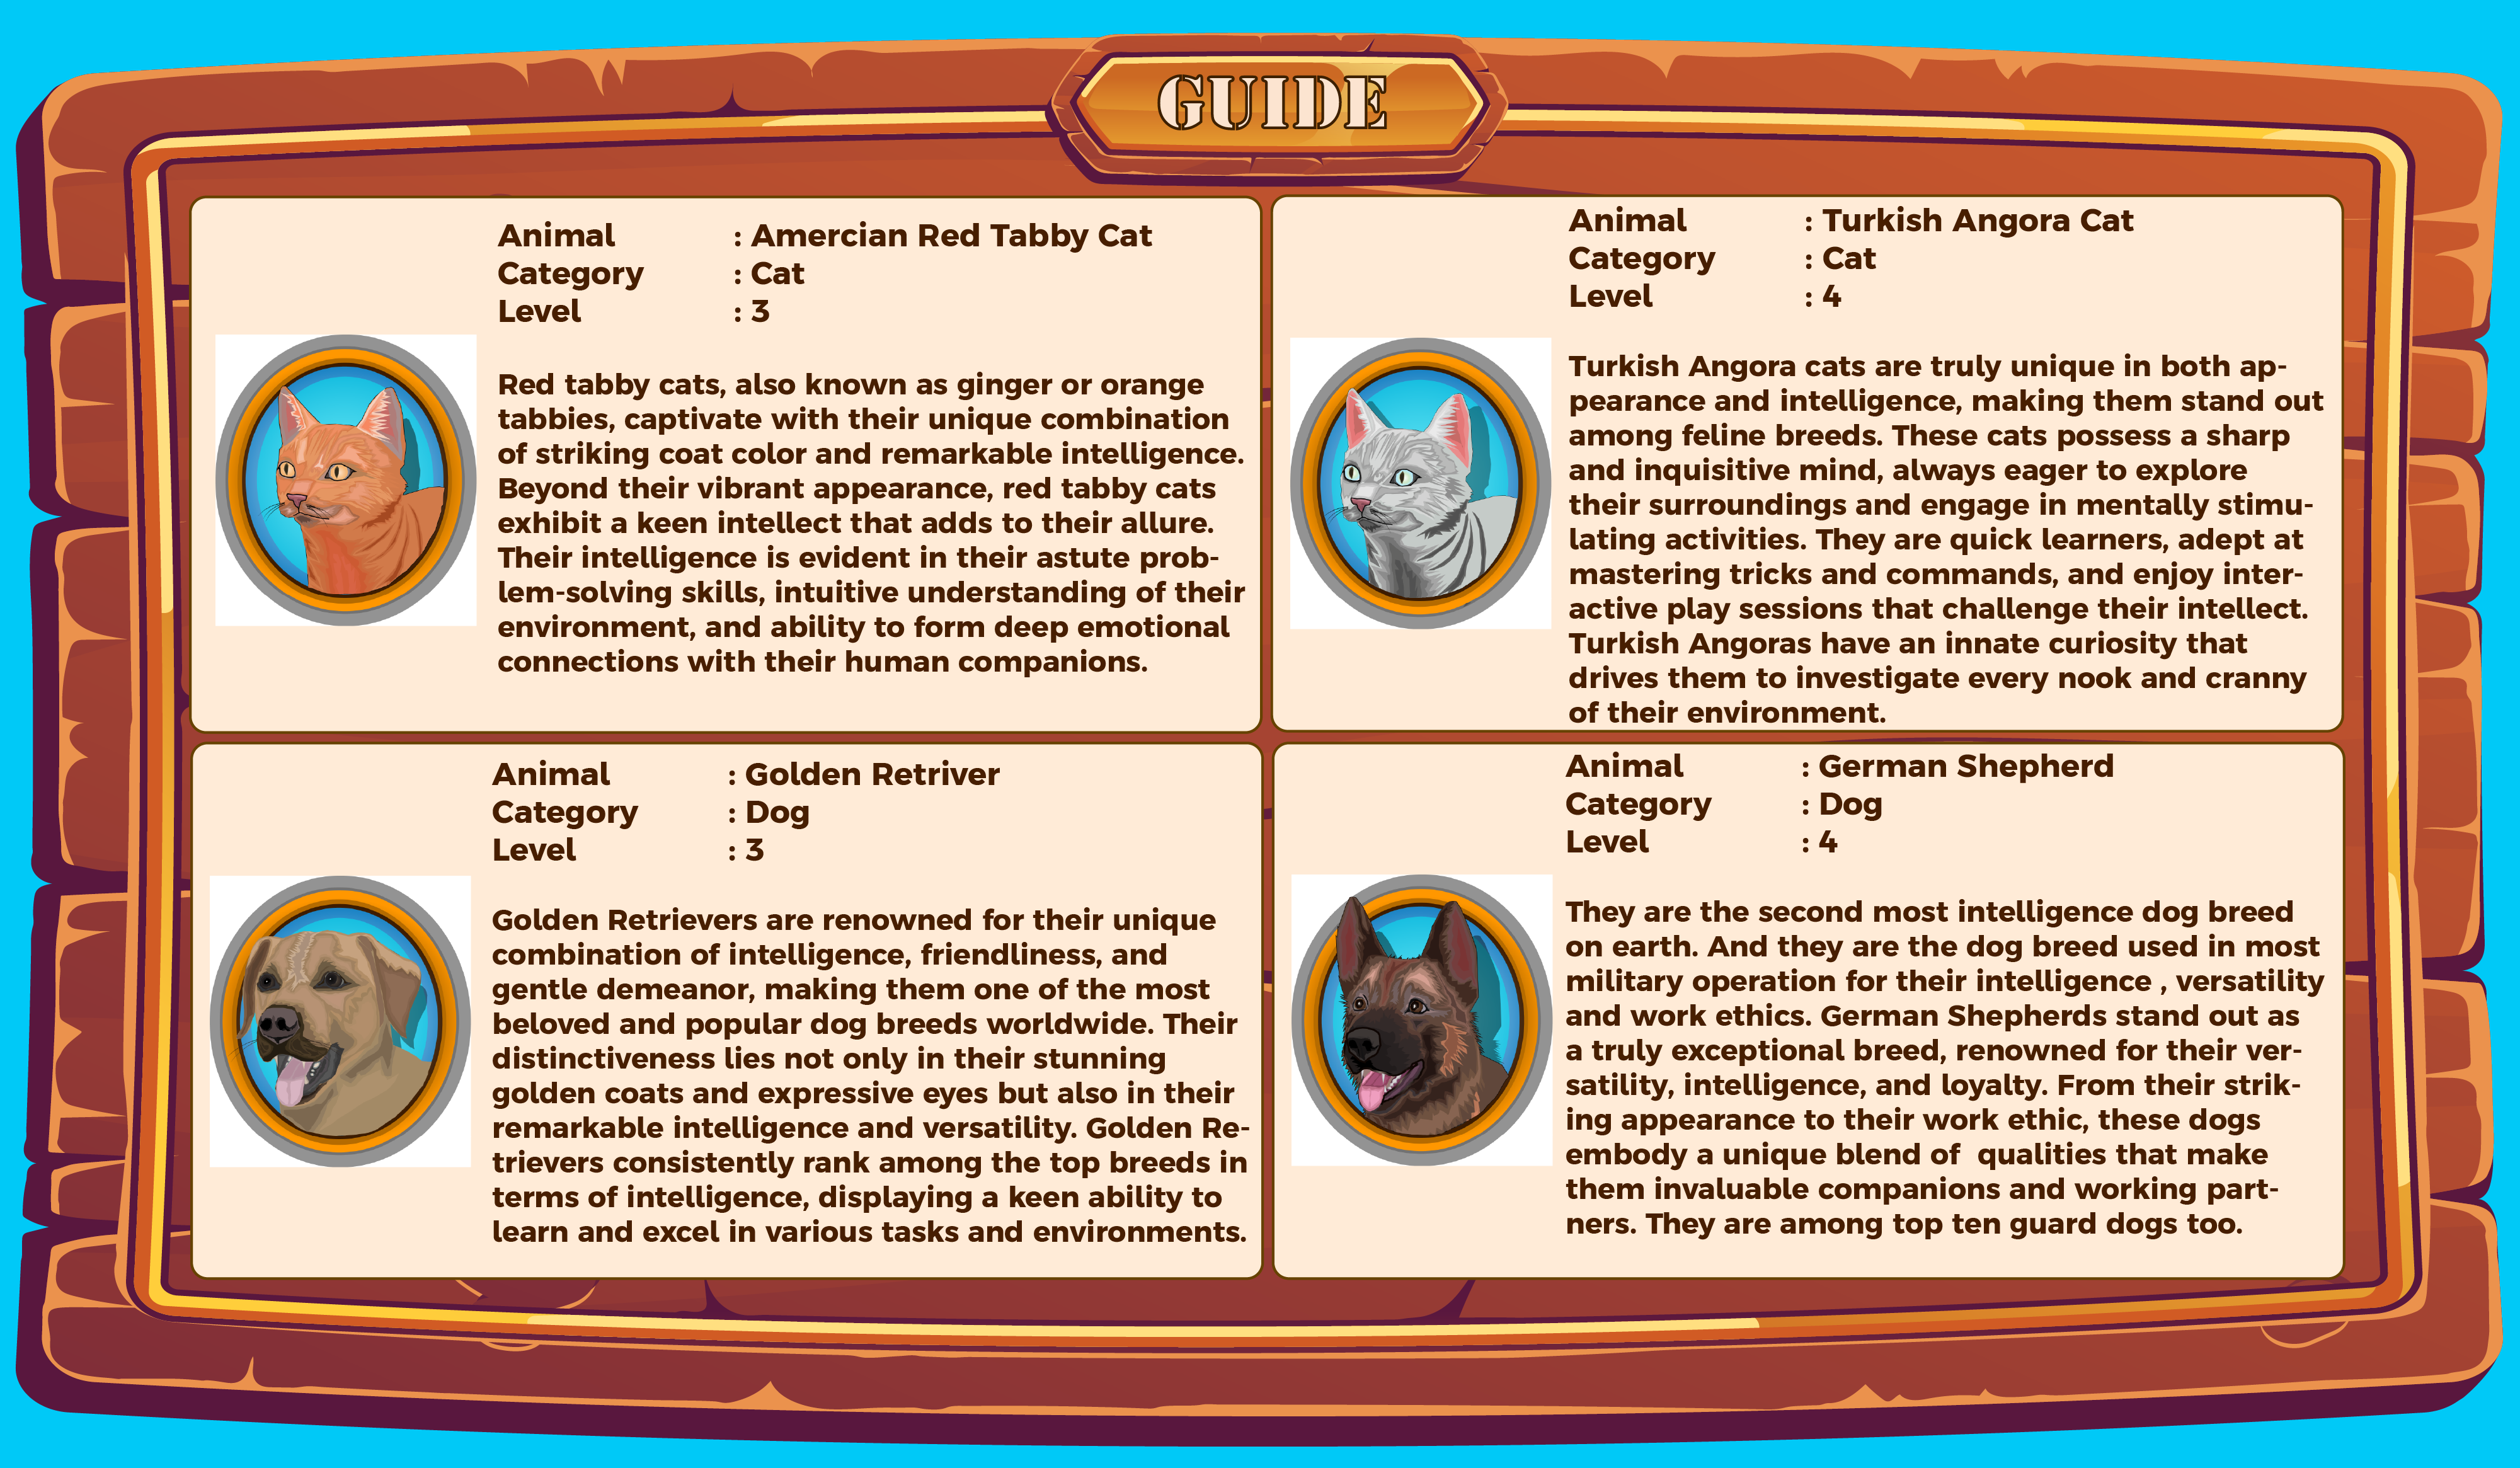 GUIDE
Animal : Amercian Red Tabby Cat
Category : Cat
Level : 3
Red tabby cats, also known as ginger or orange
tabbies, captivate with their unique combination
of striking coat color and remarkable intelligence.
Beyond their vibrant appearance, red tabby cats
exhibit a keen intellect that adds to their allure.
Their intelligence is evident in their astute prob-
lem-solving skills, intuitive understanding of their
environment, and ability to form deep emotional
connections with their human companions.
Animal : Turkish Angora Cat
Category : Cat
Level : 4
Turkish Angora cats are truly unique in both ap-
pearance and intelligence, making them stand out
among feline breeds. These cats possess a sharp
and inquisitive mind, always eager to explore
their surroundings and engage in mentally stimu-
lating activities. They are quick learners, adept at
mastering tricks and commands, and enjoy inter-
active play sessions that challenge their intellect.
Turkish Angoras have an innate curiosity that
drives them to investigate every nook and cranny
of their environment.
Animal : Golden Retriver
Category : Dog
Level : 3
Golden Retrievers are renowned for their unique
combination of intelligence, friendliness, and
gentle demeanor, making them one of the most
beloved and popular dog breeds worldwide. Their
distinctiveness lies not only in their stunning
golden coats and expressive eyes but also in their
remarkable intelligence and versatility. Golden Re-
trievers consistently rank among the top breeds in
terms of intelligence, displaying a keen ability to
learn and excel in various tasks and environments.
Animal : German Shepherd
Category : Dog
Level : 4
They are the second most intelligence dog breed
on earth. And they are the dog breed used in most
military operation for their intelligence , versatility
and work ethics. German Shepherds stand out as
a truly exceptional breed, renowned for their ver-
satility, intelligence, and loyalty. From their strik-
ing appearance to their work ethic, these dogs
embody a unique blend of  qualities that make
them invaluable companions and working part-
ners. They are among top ten guard dogs too.